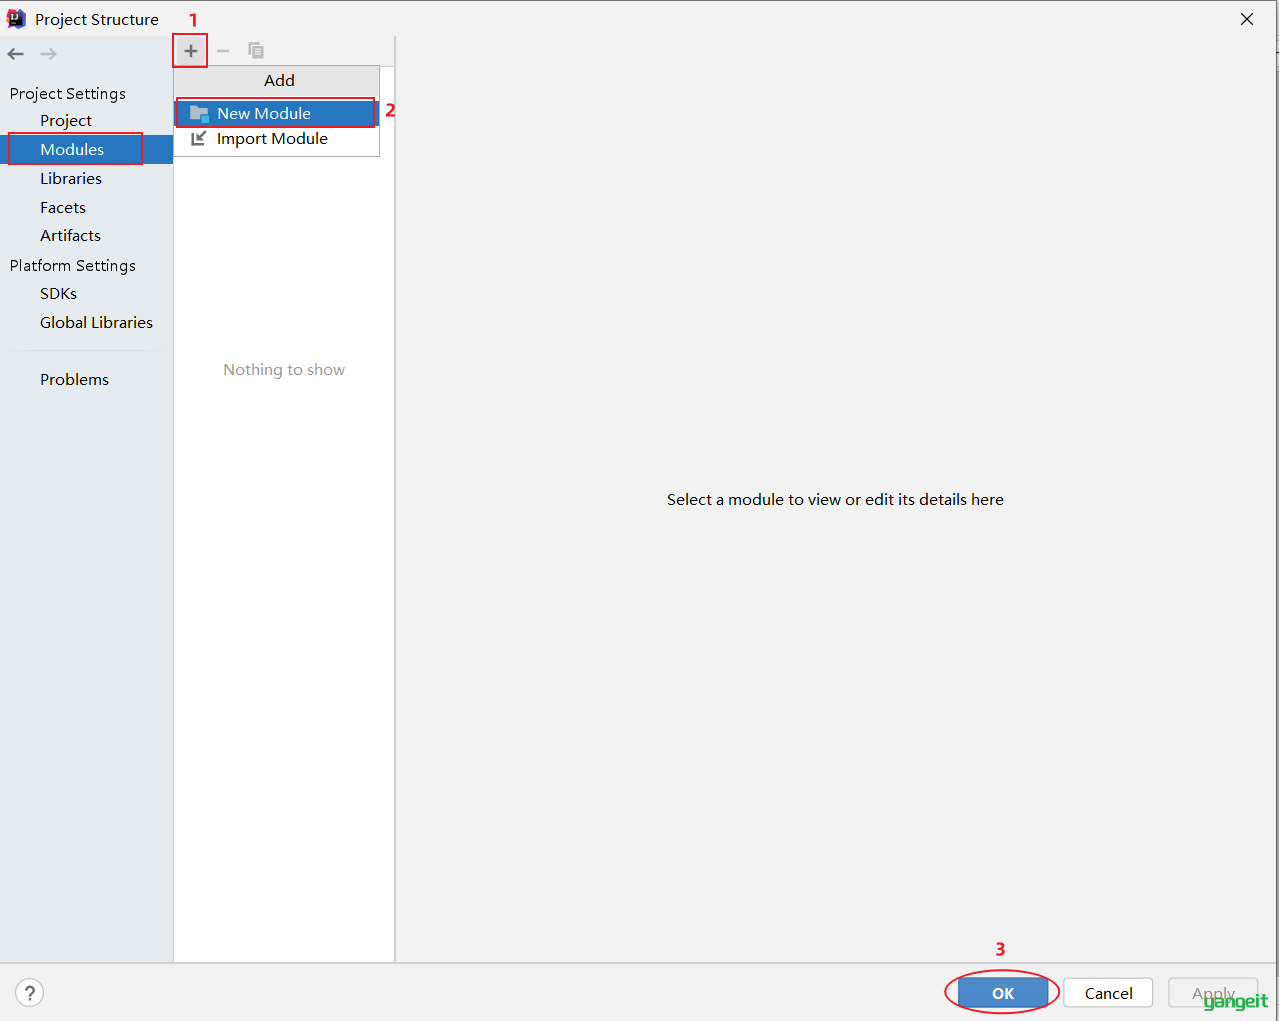 Project Structure
1
Add
Project Settings
New Module
2
Project
Import Module
Modules
Libraries
Facets
Artifacts
Platform Settings
SDKs
Global Libraries
Nothing to show
Problems
Select a module to view or edit its details here
3
?
OK
Cancel
Apply
yangeit